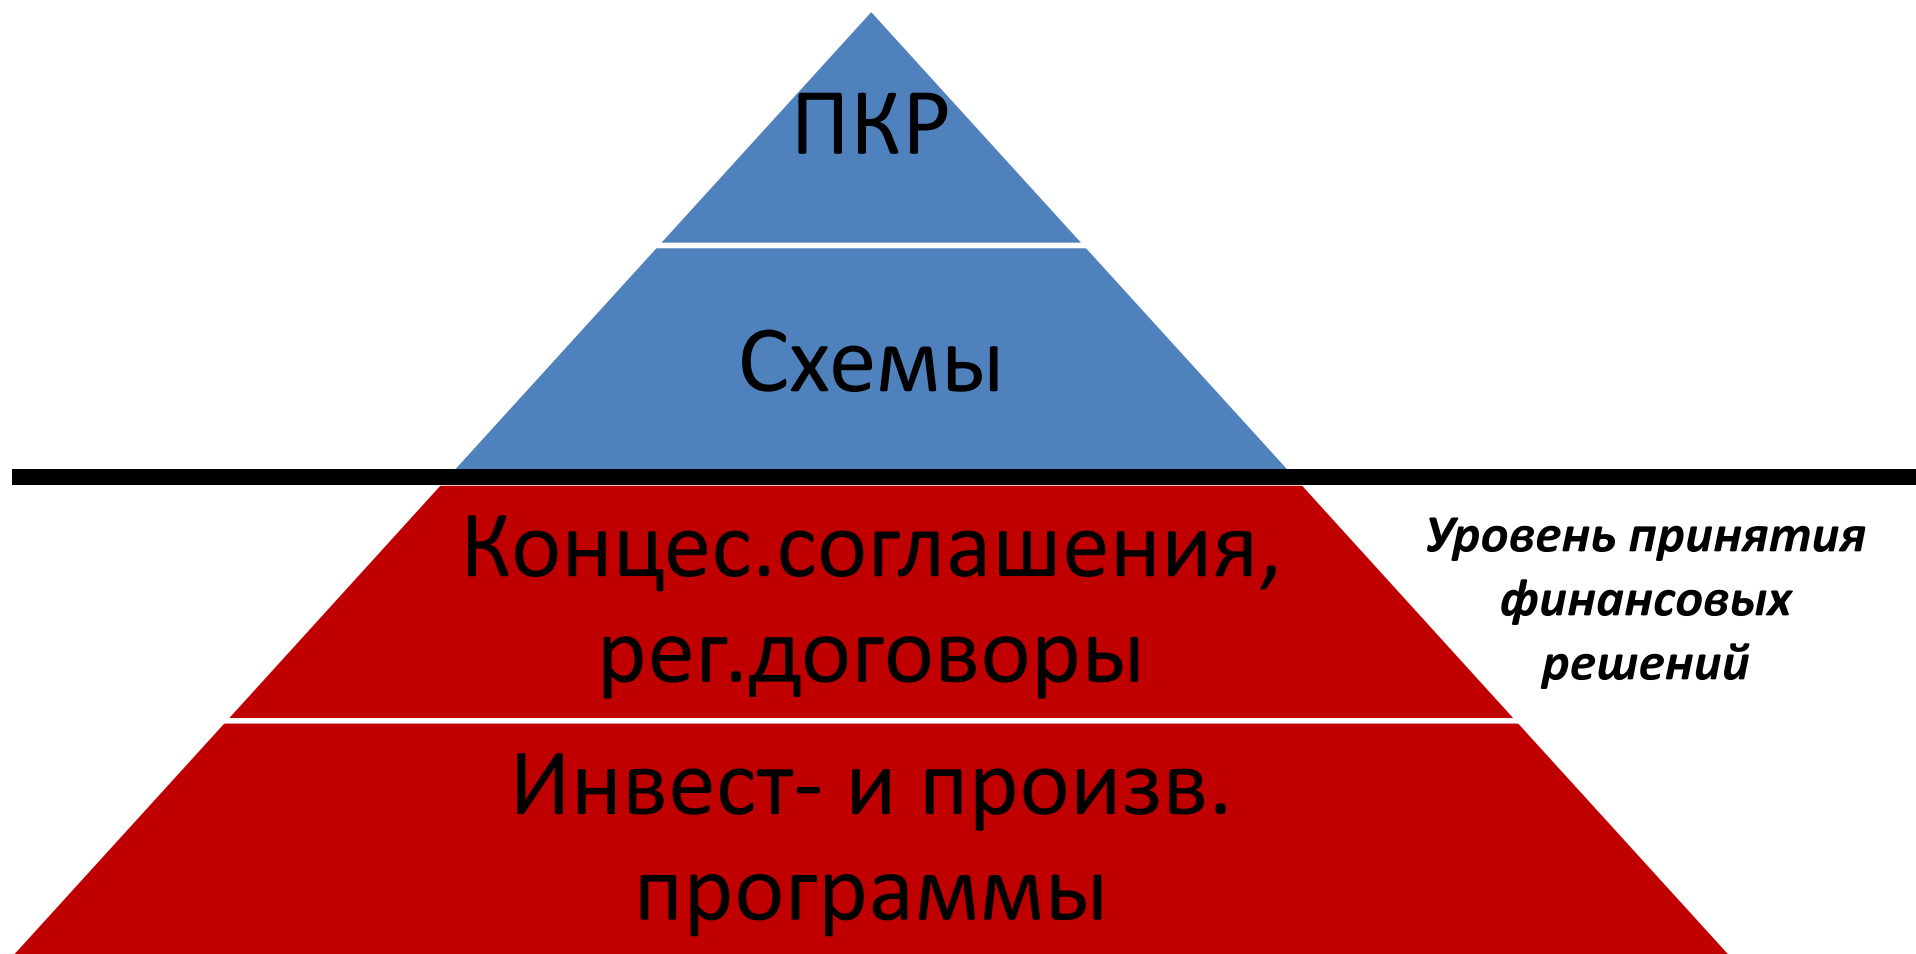 ПКР
Схемы
Концес.соглашения,
рег.договоры
Уровень принятия
финансовых
решений
Инвест- и произв.
программы